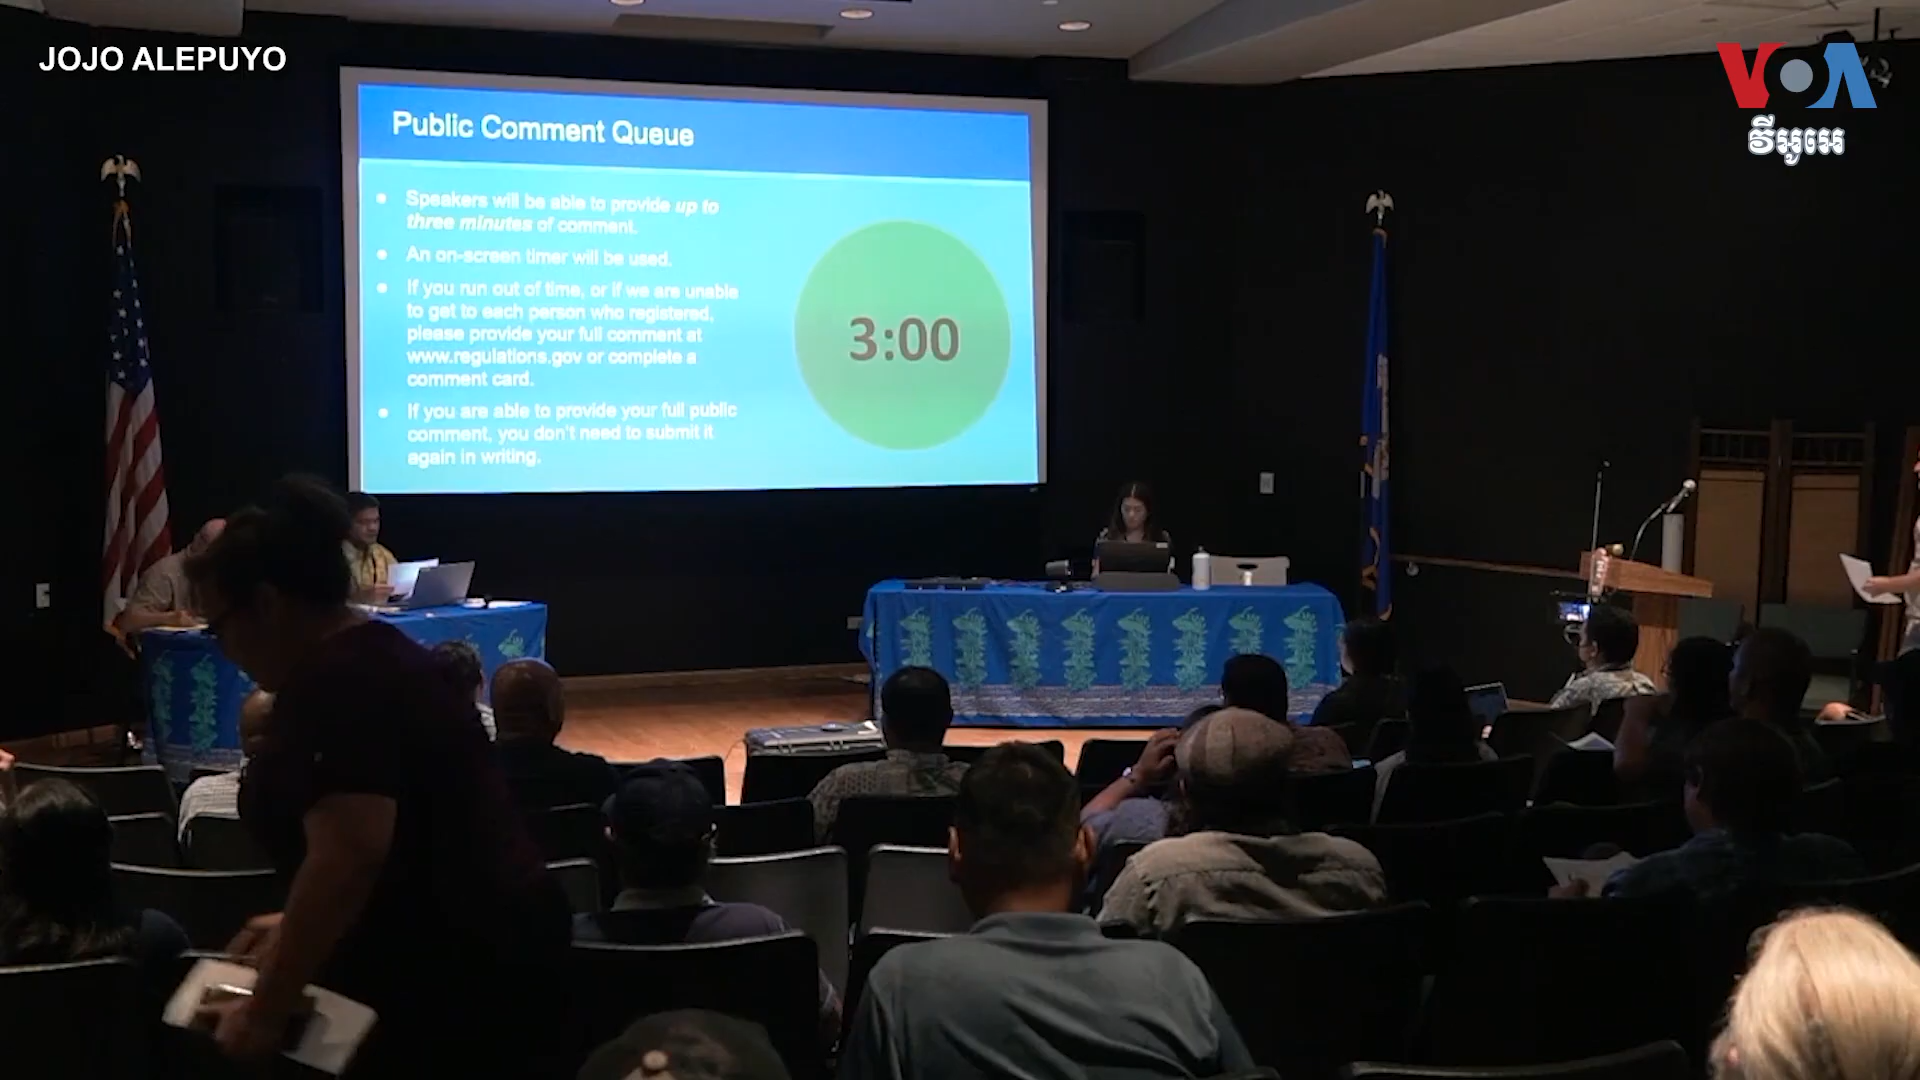 JOJO ALEPUYO
VOA
វីអូអេ
Public Comment Queue
Speakers will be able to provide up to
three minutes of comment.
An on-screen timer will be used.
If you run out of time, or if we are unable
to get to each person who registered,
please provide your full comment at
www.regulations.gov or complete a
comment card.
If you are able to provide your full public
comment, you don't need to submit it
again in writing.
3:00